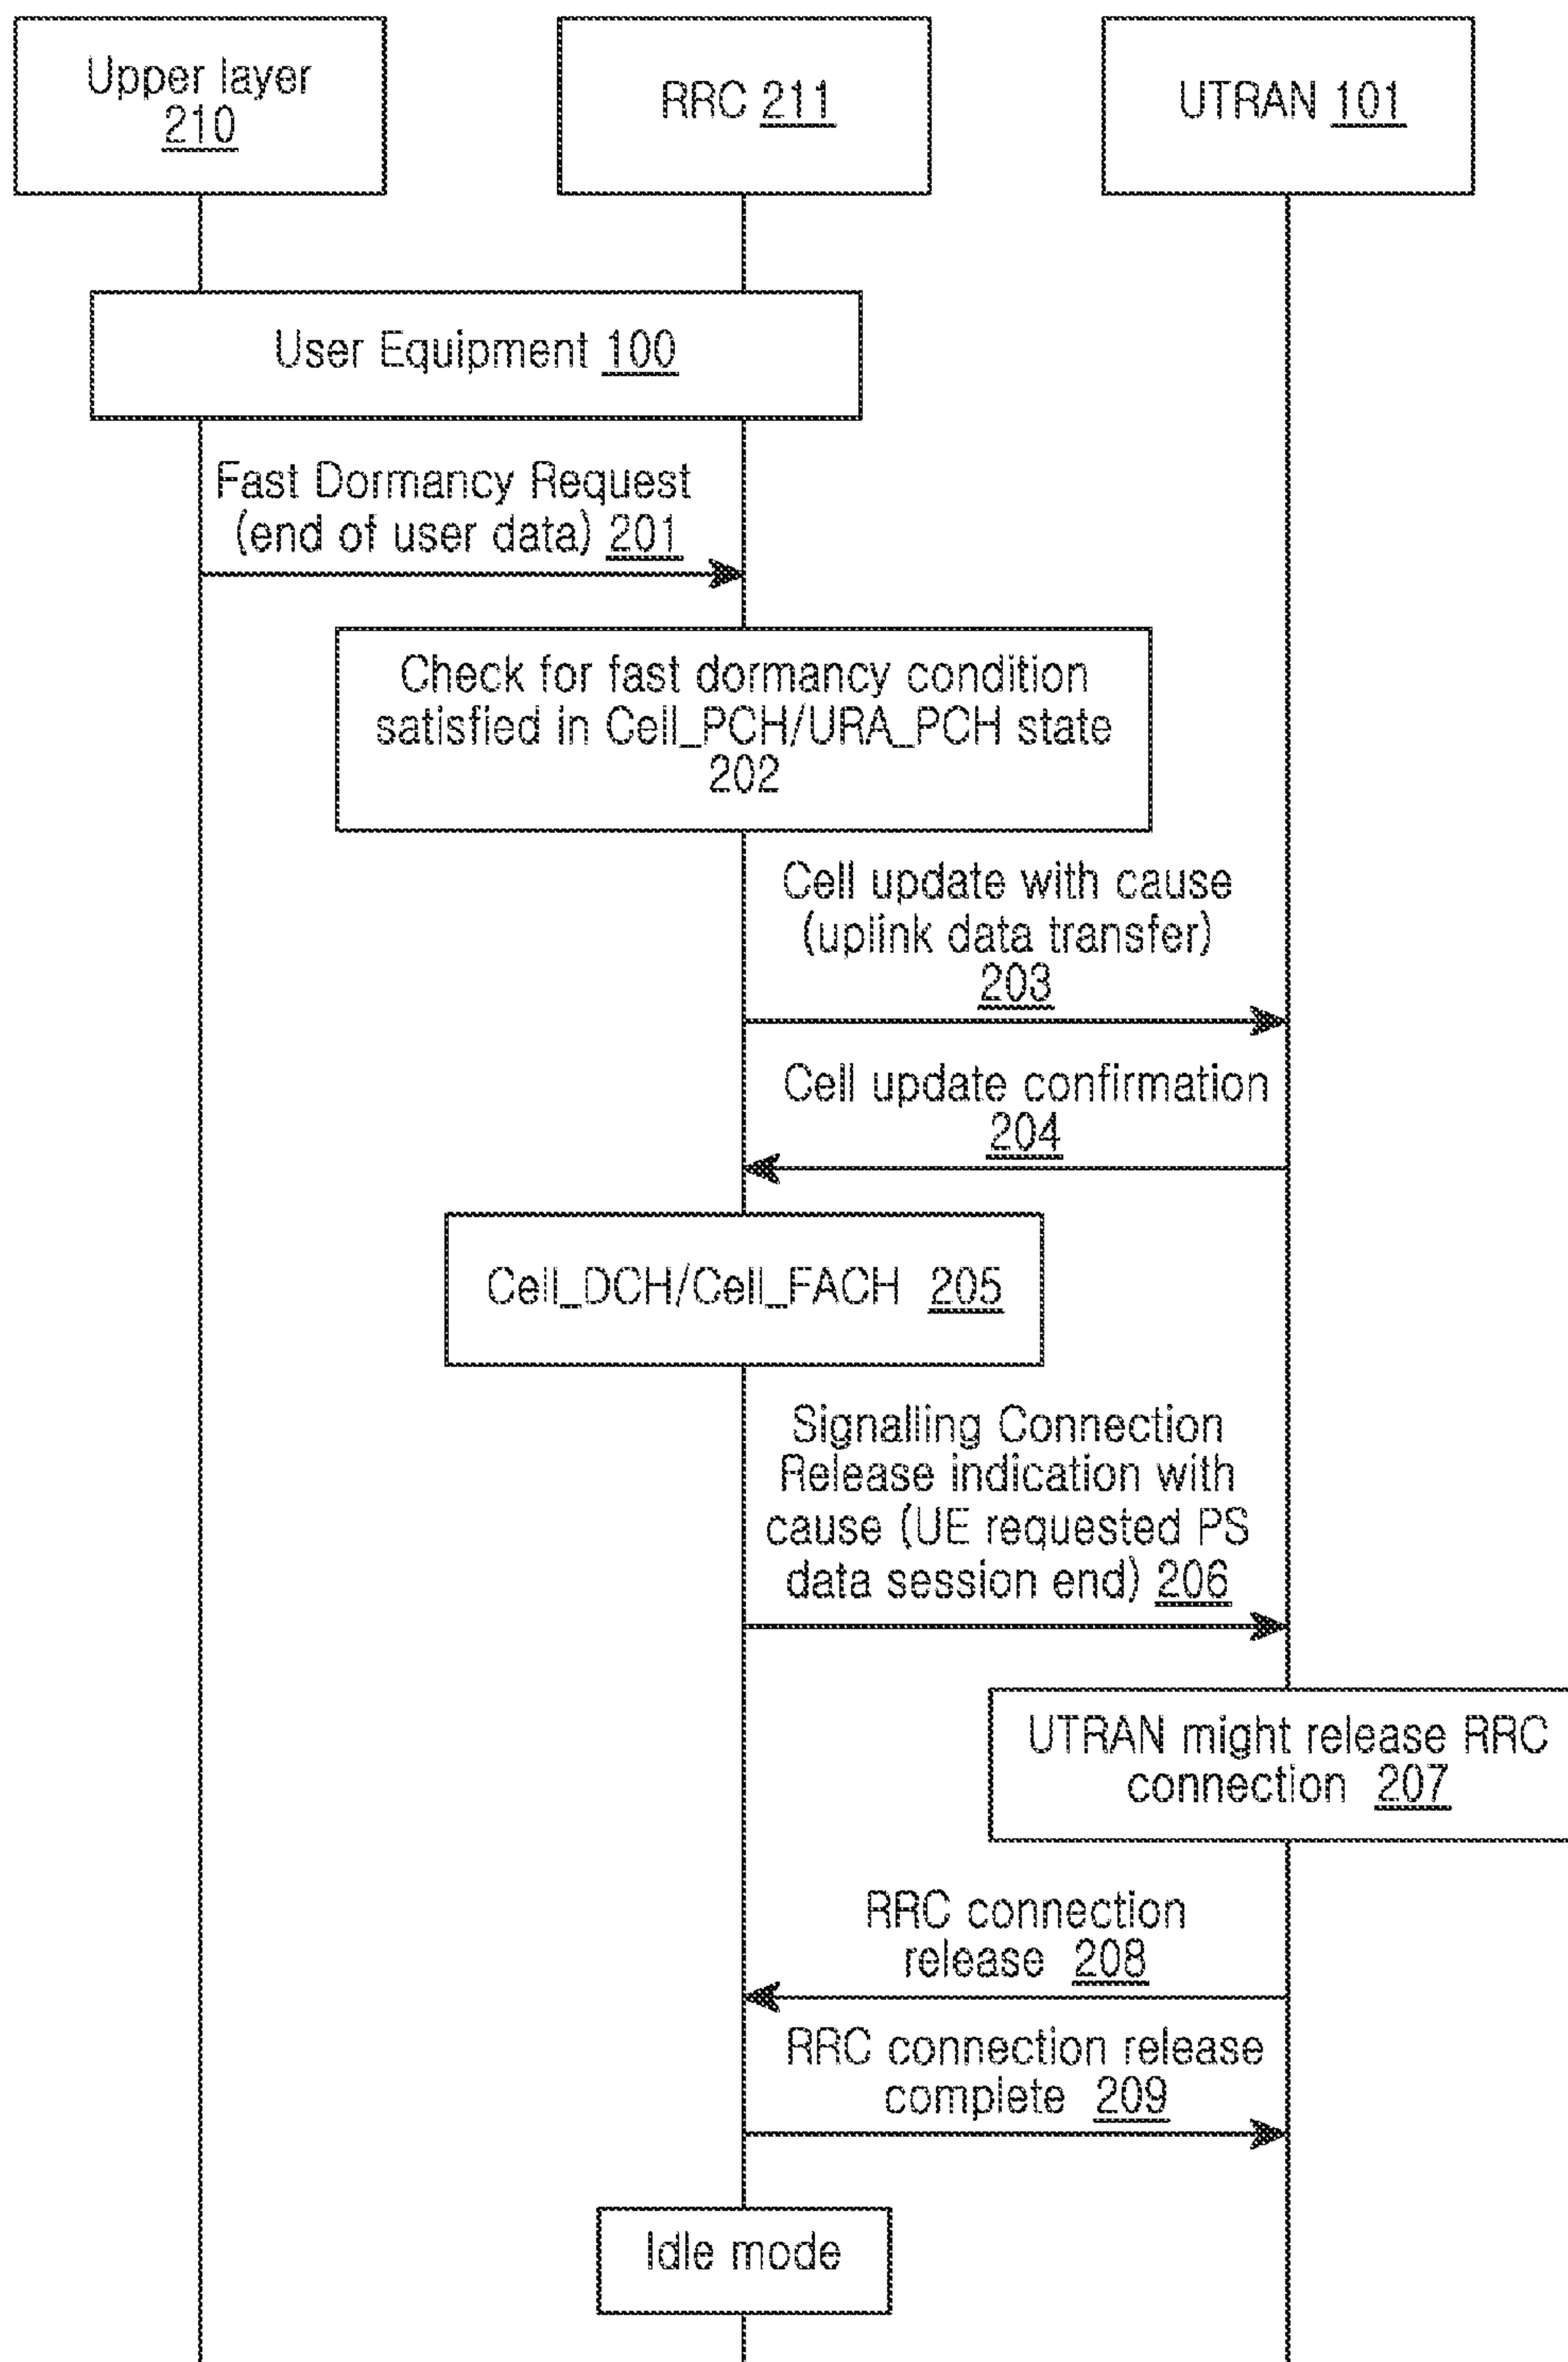 Upper layer
210
RRC 211
UTRAN 101
User Equipment 100
Fast Dormancy Request
(end of user data) 201
Check for fast dormancy condition
satisfied in Cell_PCH/URA_PCH state
202
Cell update with cause
(uplink data transfer)
203
Cell update confirmation
204
Cell_DCH/Cell_FACH 205
Signalling Connection
Release indication with
cause (UE requested PS
data session end) 206
UTRAN might release RRC
connection 207
RRC connection
release 208
RRC connection release
complete 209
Idle mode